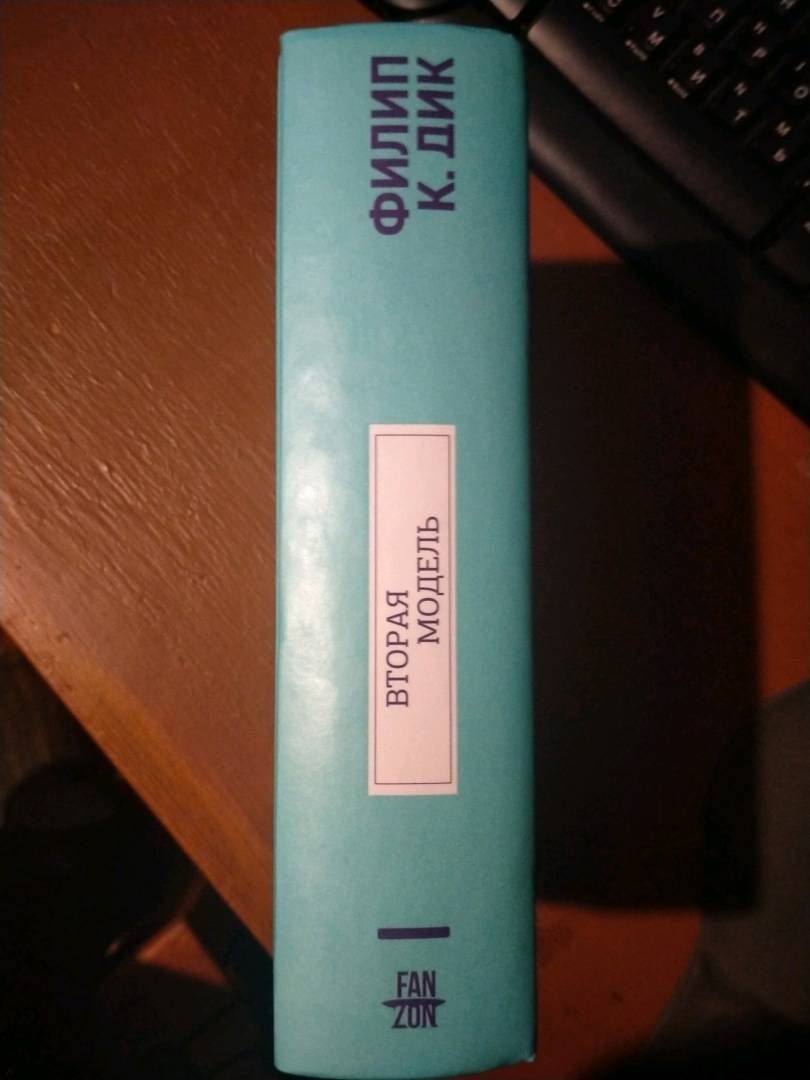 ФИЛИП
К. ДИК
ВТОРАЯ
МОДЕЛЬ
FAN
ZON